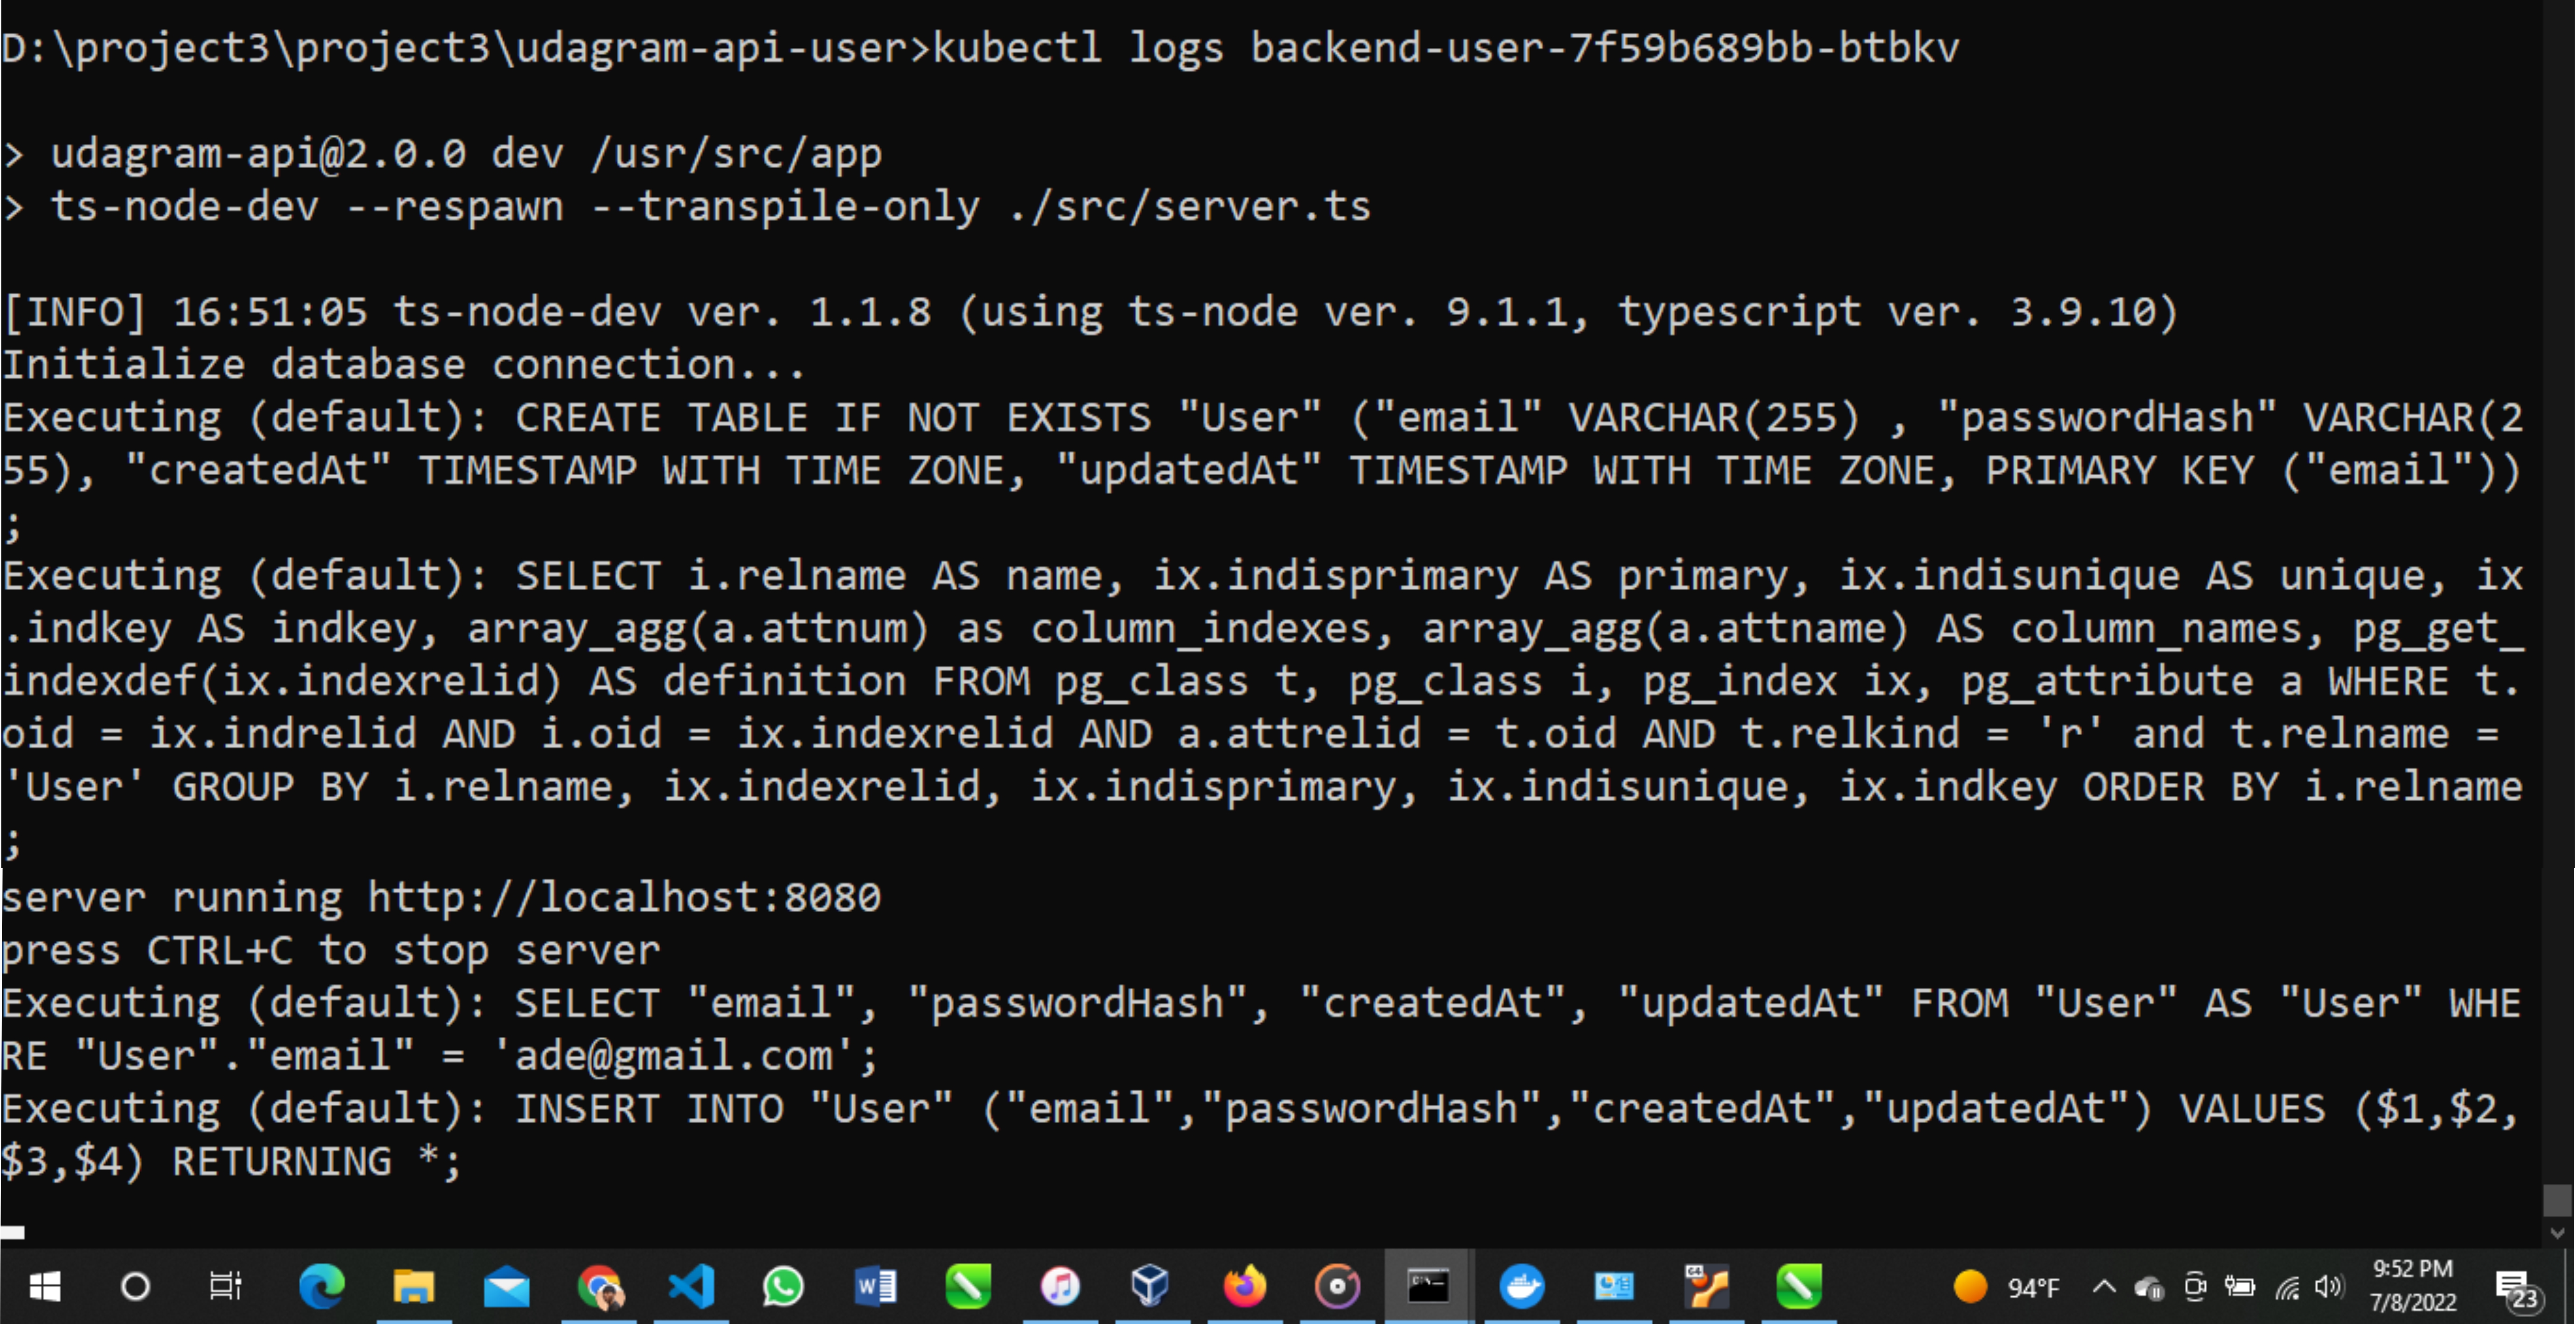 D:\project3\project3\udagram-api-user>kubectl logs backend-user-7f59b689bb-btbkv
> udagram-api@2.0.0 dev /usr/src/app
> ts-node-dev --respawn --transpile-only ./src/server.ts
[INFO] 16:51:05 ts-node-dev ver. 1.1.8 (using ts-node ver. 9.1.1, typescript ver. 3.9.10)
Initialize database connection...
Executing (default): CREATE TABLE IF NOT EXISTS "User" ("email" VARCHAR(255) , "passwordHash" VARCHAR(2
55), "createdAt" TIMESTAMP WITH TIME ZONE, "updatedAt" TIMESTAMP WITH TIME ZONE, PRIMARY KEY ("email"))
;
Executing (default): SELECT i.relname AS name, ix.indisprimary AS primary, ix.indisunique AS unique, ix
.indkey AS indkey, array_agg(a.attnum) as column_indexes, array_agg(a.attname) AS column_names, pg_get_
indexdef(ix.indexrelid) AS definition FROM pg_class t, pg_class i, pg_index ix, pg_attribute a WHERE t.
oid = ix.indrelid AND i.oid = ix.indexrelid AND a.attrelid = t.oid AND t.relkind = 'r' and t.relname =
'User' GROUP BY i.relname, ix.indexrelid, ix.indisprimary, ix.indisunique, ix.indkey ORDER BY i.relname
;
server running http://localhost:8080
press CTRL+C to stop server
Executing (default): SELECT "email", "passwordHash", "createdAt", "updatedAt" FROM "User" AS "User" WHE
RE "User"."email" = 'ade@gmail.com';
Executing (default): INSERT INTO "User" ("email","passwordHash","createdAt","updatedAt") VALUES ($1,$2,
$3,$4) RETURNING *;
94°F
9:52 PM
7/8/2022
23